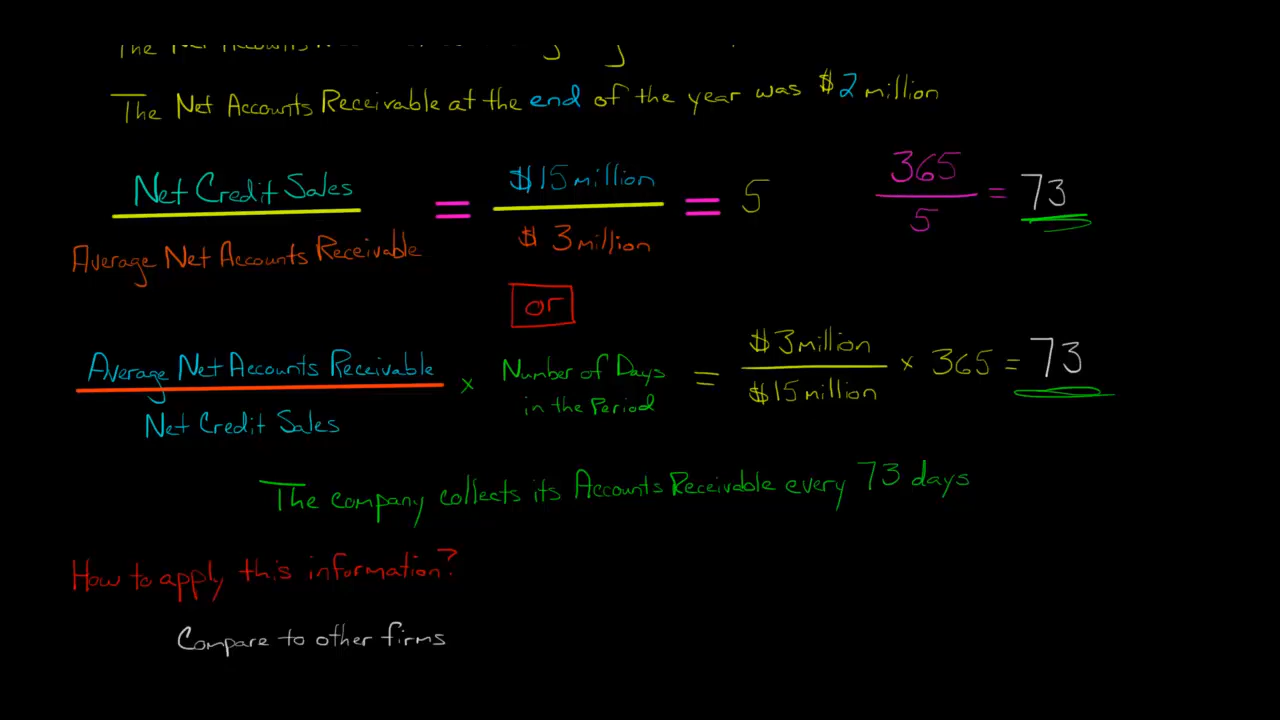 The Net Accounts
The Net Accounts Receivable at the end of the year was $2 million
Net Credit Sales
Average Net Accounts Receivable
=
$15 million
$ 3 million
= 5
365
5
= 73
or
Average Net Accounts Receivable
Net Credit Sales
×
Number of Days
in the Period
=
$3 million
$15 million
× 365 = 73
The company collects its Accounts Receivable every 73 days
How to apply this information?
Compare to other firms